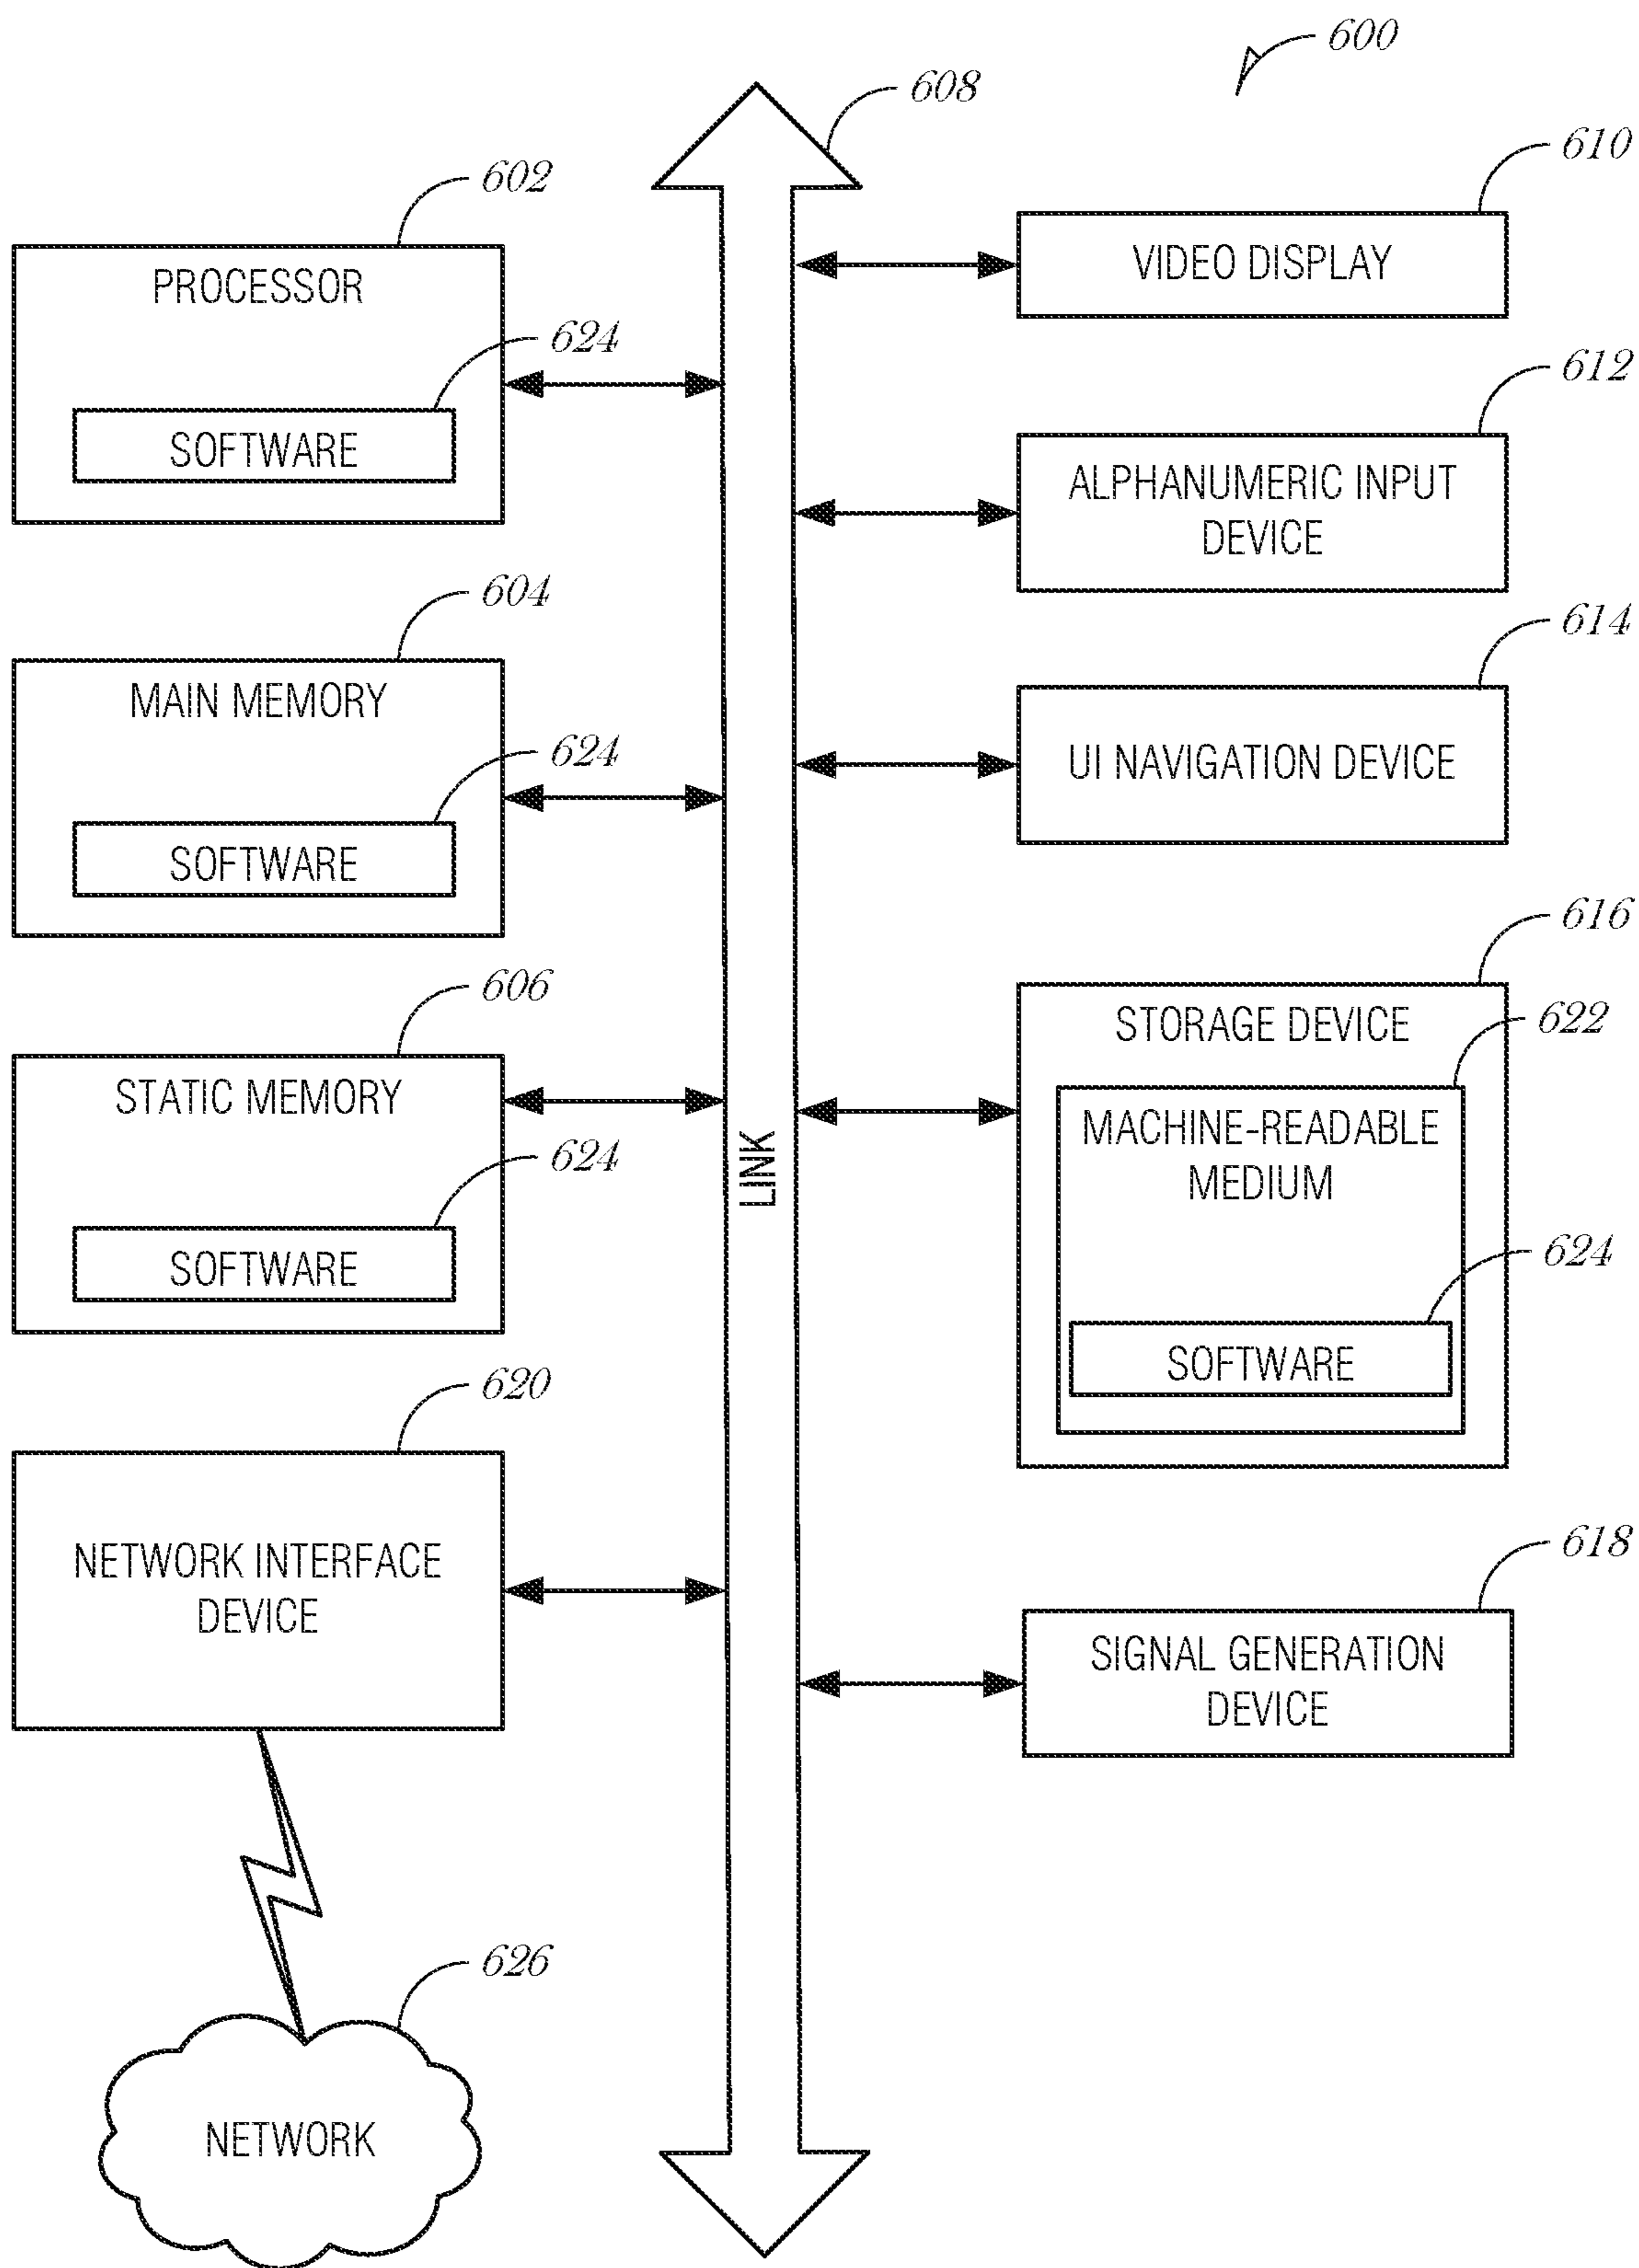 600
608
602
PROCESSOR
624
SOFTWARE
604
MAIN MEMORY
624
SOFTWARE
606
STATIC MEMORY
624
SOFTWARE
620
NETWORK INTERFACE
DEVICE
626
NETWORK
LINK
610
VIDEO DISPLAY
612
ALPHANUMERIC INPUT
DEVICE
614
UI NAVIGATION DEVICE
616
STORAGE DEVICE
622
MACHINE-READABLE
MEDIUM
624
SOFTWARE
618
SIGNAL GENERATION
DEVICE